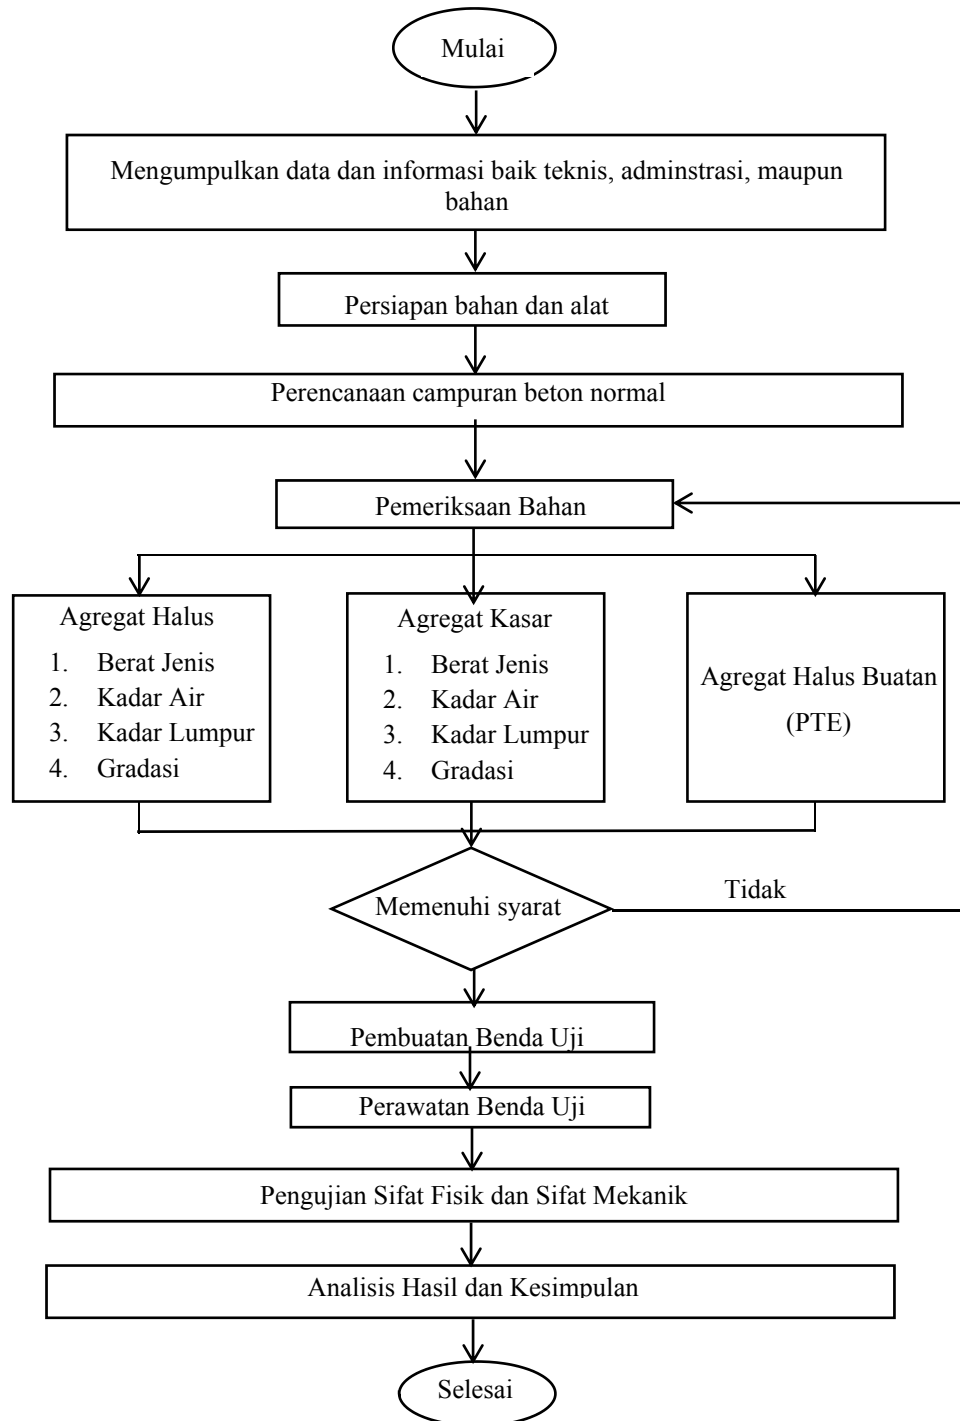 Mulai
Mengumpulkan data dan informasi baik teknis, adminstrasi, maupun
bahan
Persiapan bahan dan alat
Perencanaan campuran beton normal
Pemeriksaan Bahan
Agregat Halus
1. Berat Jenis
2. Kadar Air
3. Kadar Lumpur
4. Gradasi
Agregat Kasar
1. Berat Jenis
2. Kadar Air
3. Kadar Lumpur
4. Gradasi
Agregat Halus Buatan
(PTE)
Memenuhi syarat
Tidak
Pembuatan Benda Uji
Perawatan Benda Uji
Pengujian Sifat Fisik dan Sifat Mekanik
Analisis Hasil dan Kesimpulan
Selesai